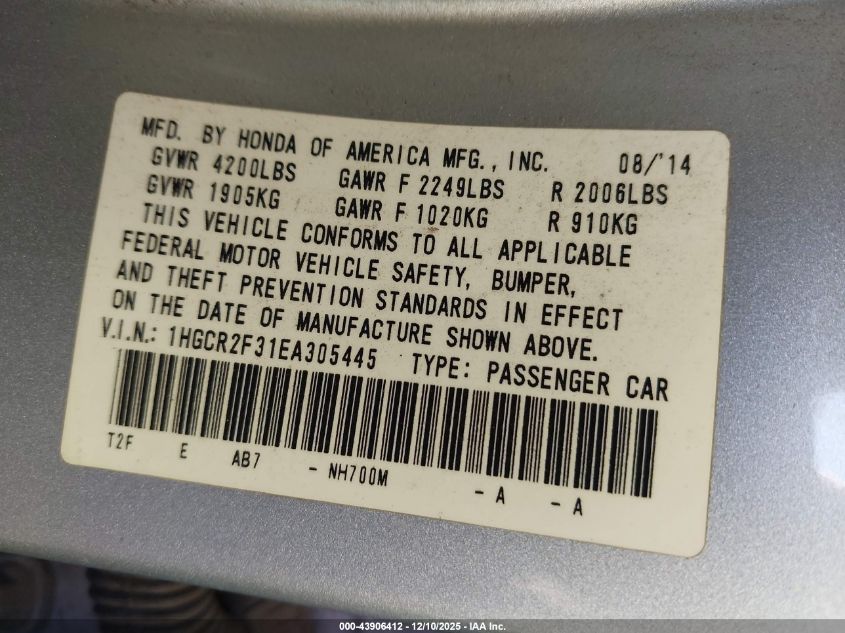 MFD. BY HONDA OF AMERICA MFG., INC. 08/'14
GVWR 4200LBS GAWR F 2249LBS R 2006LBS
GVWR 1905KG GAWR F 1020KG R 910KG
THIS VEHICLE CONFORMS TO ALL APPLICABLE
FEDERAL MOTOR VEHICLE SAFETY, BUMPER,
AND THEFT PREVENTION STANDARDS IN EFFECT
ON THE DATE OF MANUFACTURE SHOWN ABOVE.
V.I.N.: 1HGCR2F31EA305445 TYPE: PASSENGER CAR
T2F E AB7 - NH700M - A - A
000-43906412 - 12/10/2025 - IAA Inc.